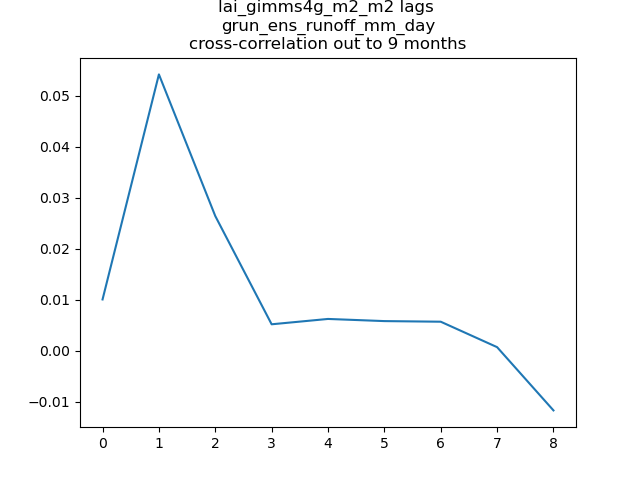 lai_gimms4g_m2_m2 lags
grun_ens_runoff_mm_day
cross-correlation out to 9 months
0.05
0.04
0.03
0.02
0.01
0.00
−0.01
0 1 2 3 4 5 6 7 8